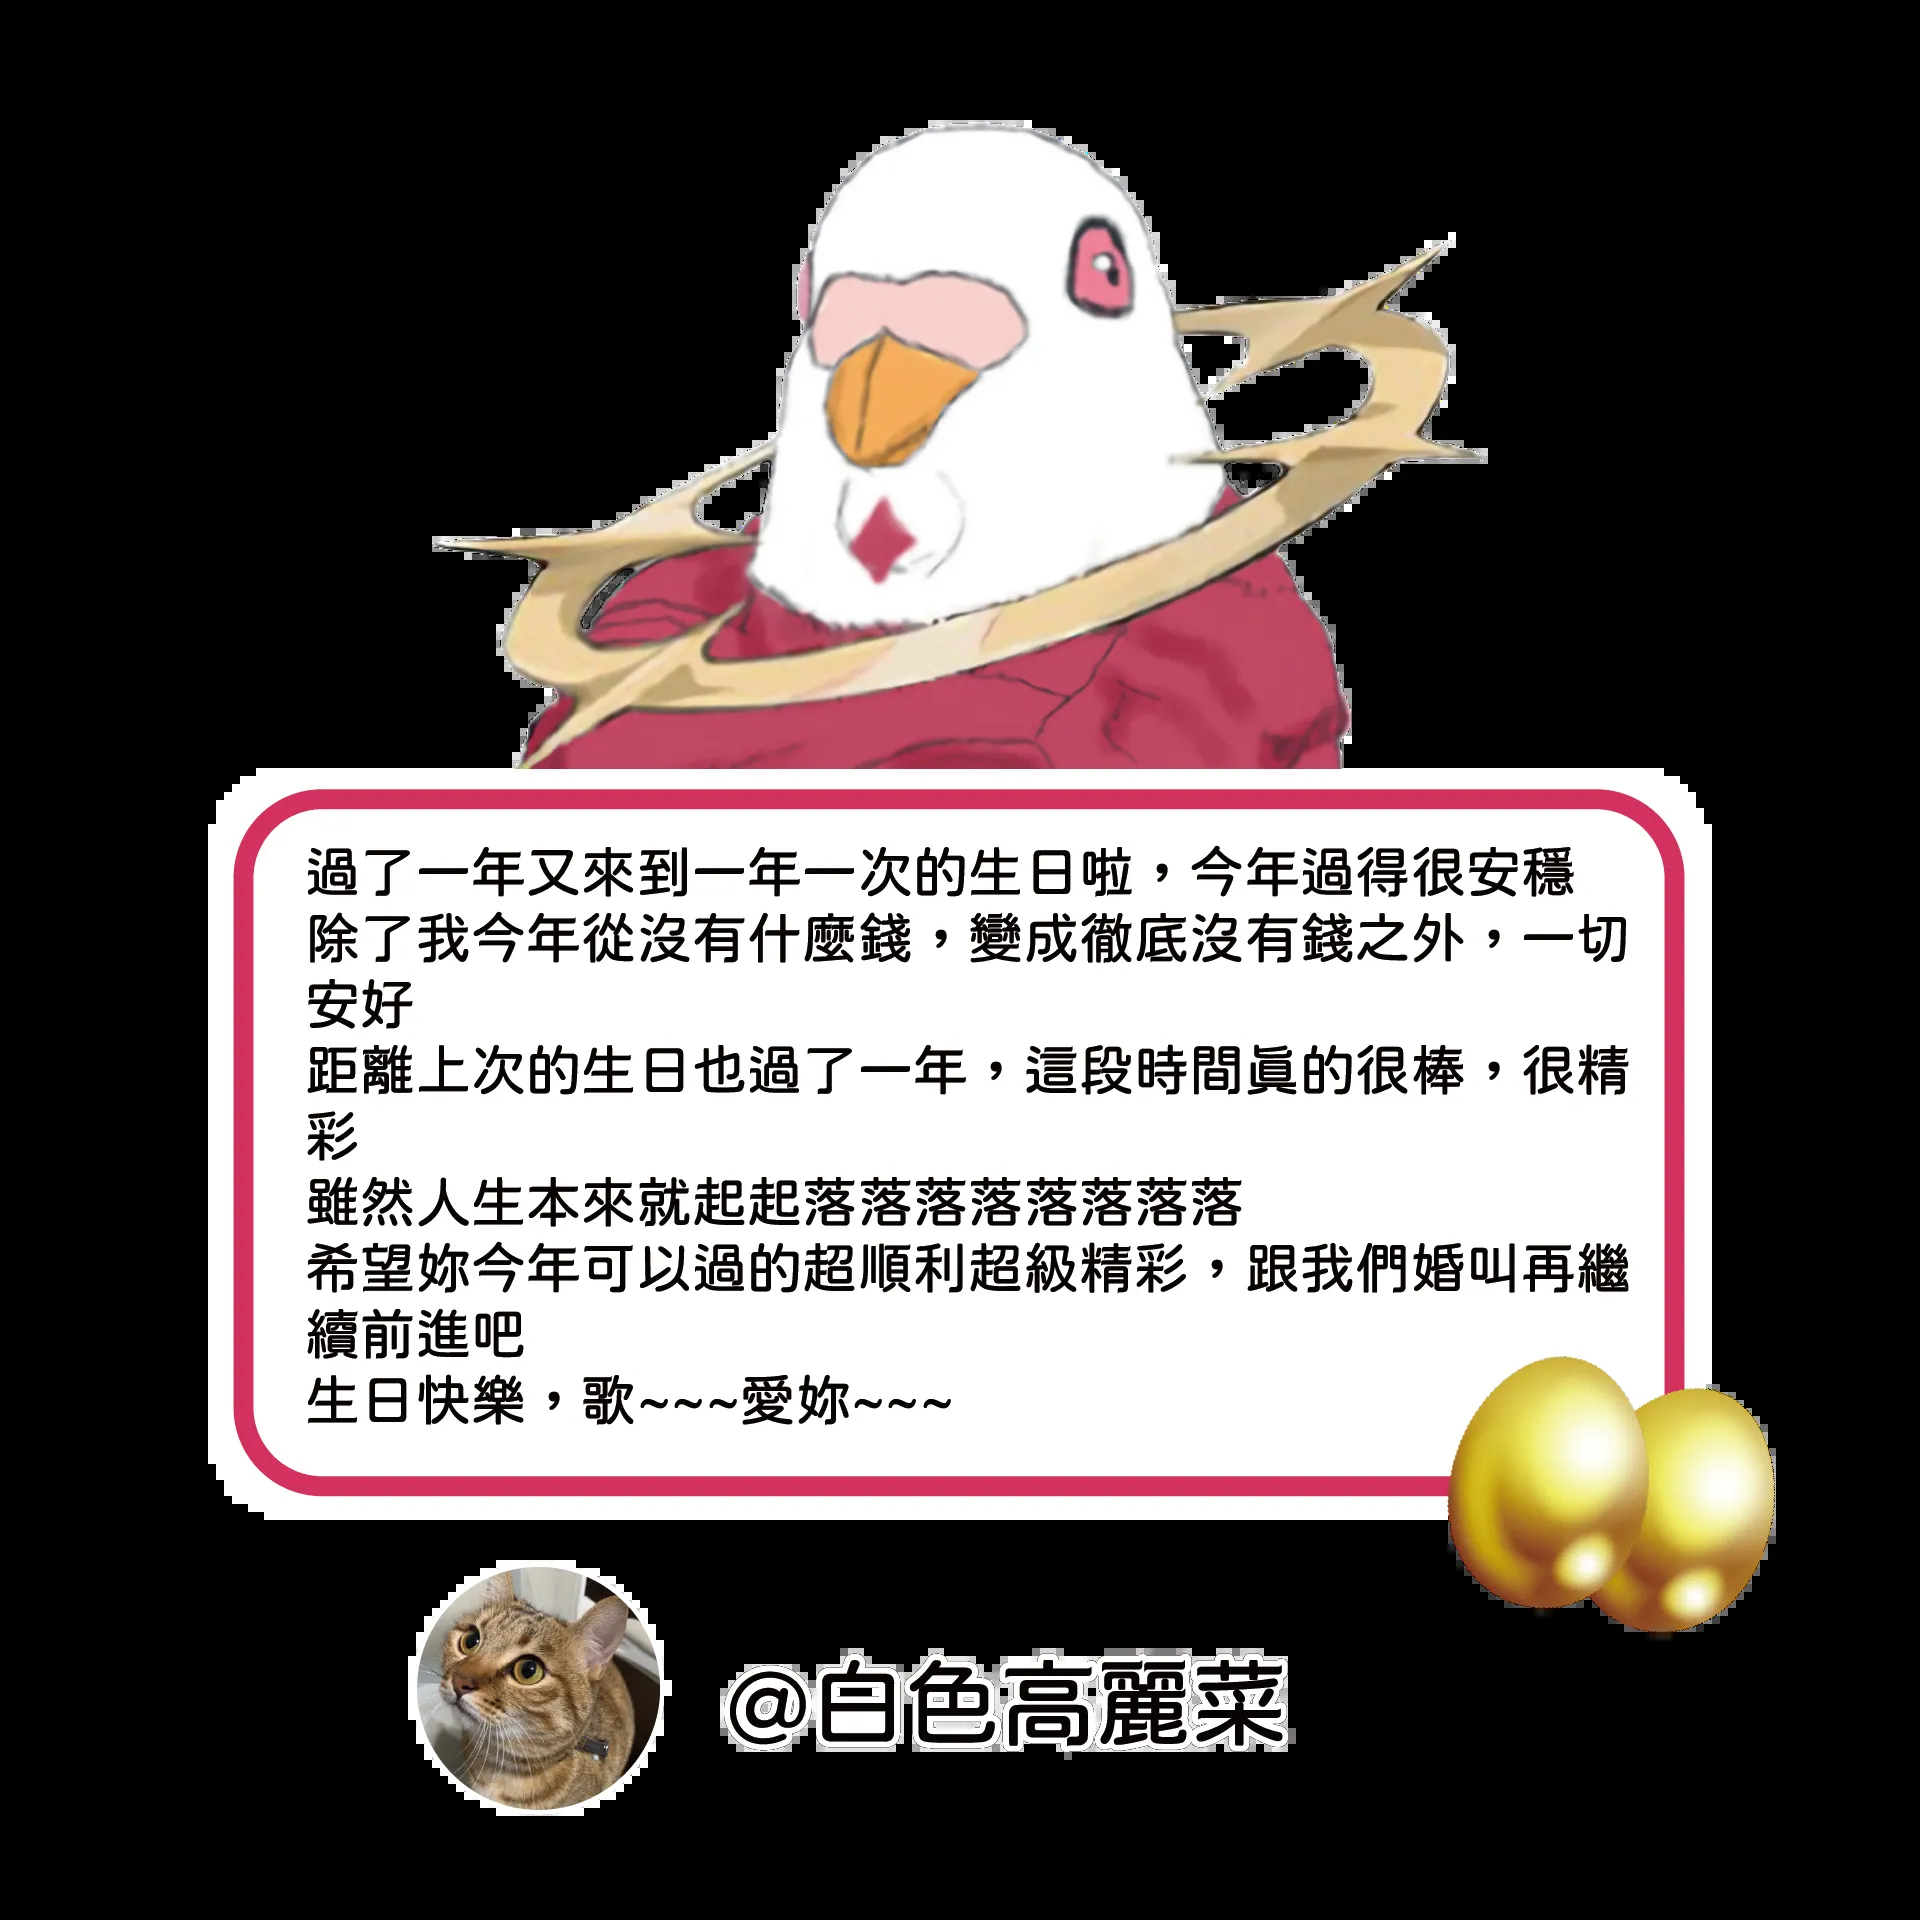 過了一年又來到一年一次的生日啦，今年過得很安穩
除了我今年從沒有什麼錢，變成徹底沒有錢之外，一切
安好
距離上次的生日也過了一年，這段時間眞的很棒，很精
彩
雖然人生本來就起起落落落落落落落落
希望妳今年可以過的超順利超級精彩，跟我們婚叫再繼
續前進吧
生日快樂，歌~~~愛妳~~~
@白色高麗菜